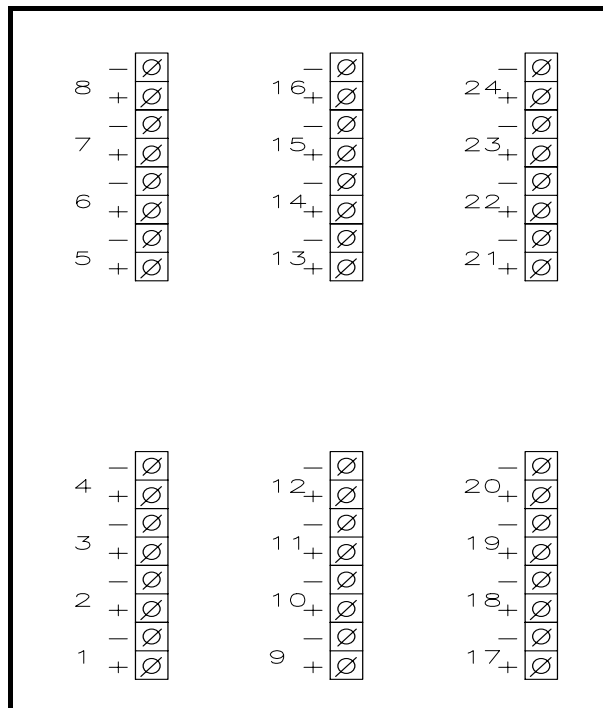 − − −
8 16 24
+ + +
− − −
7 15 23
+ + +
− − −
6 14 22
+ + +
− − −
5 13 21
+ + +
− − −
4 12 20
+ + +
− − −
3 11 19
+ + +
− − −
2 10 18
+ + +
− − −
1 9 17
+ + +